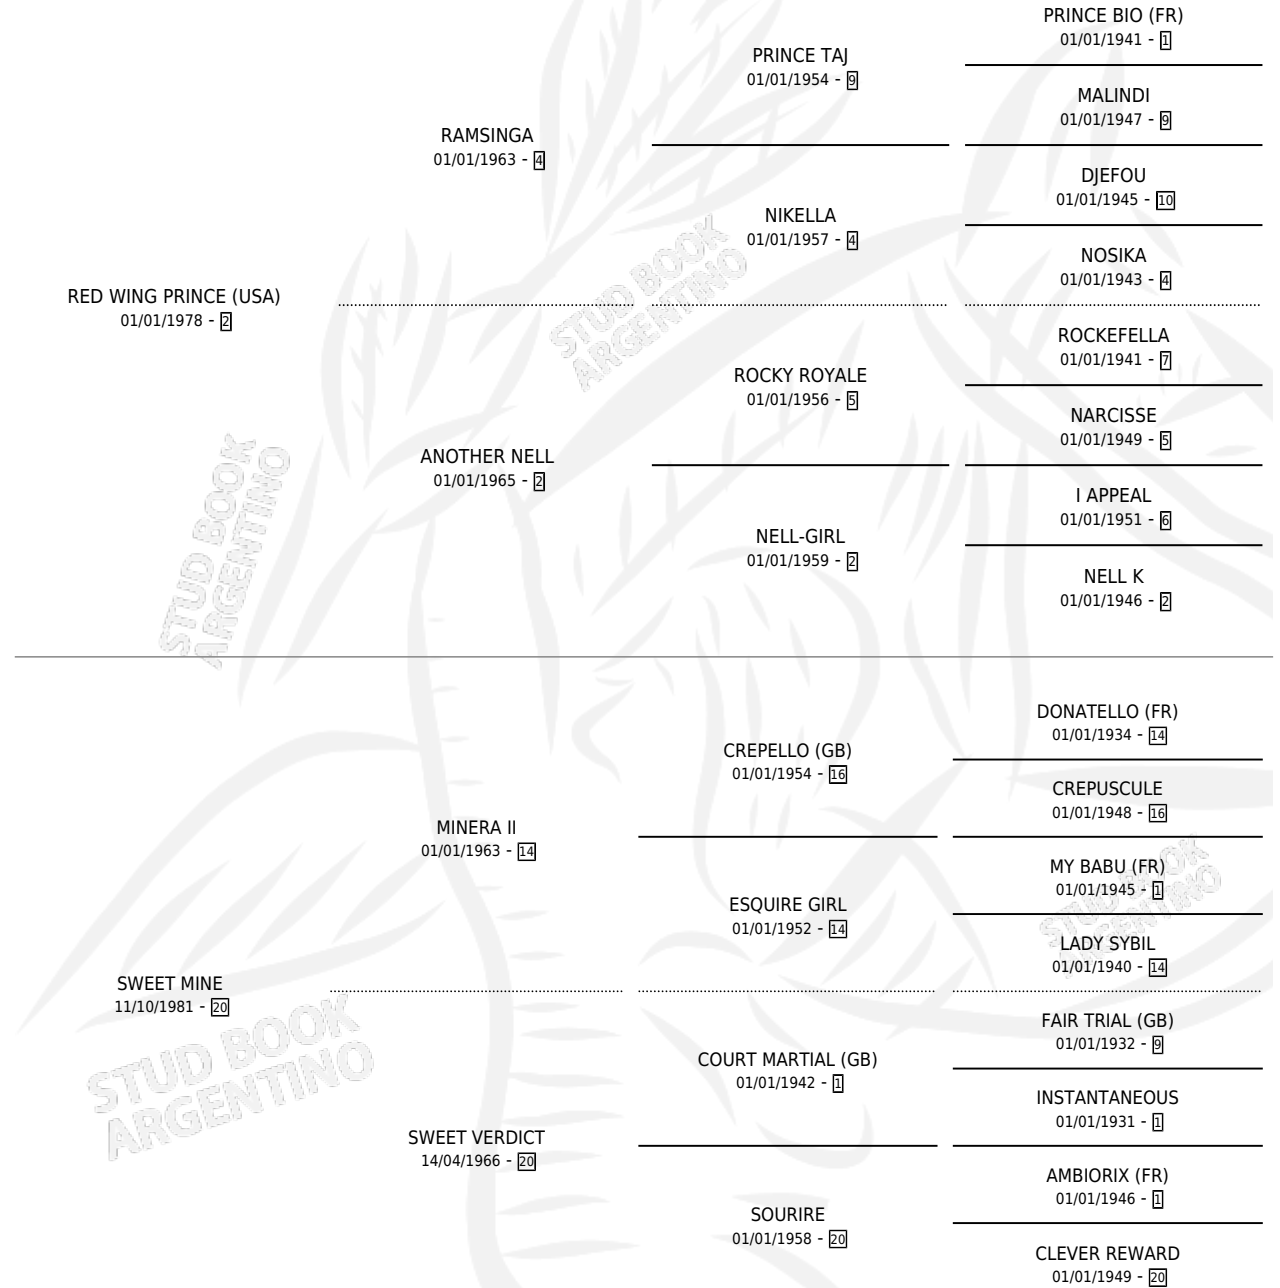 PRINCE BIO (FR)
01/01/1941 - 1
PRINCE TAJ
01/01/1954 - 9
MALINDI
01/01/1947 - 9
RAMSINGA
01/01/1963 - 4
DJEFOU
01/01/1945 - 10
NIKELLA
01/01/1957 - 4
NOSIKA
01/01/1943 - 4
RED WING PRINCE (USA)
01/01/1978 - 2
ROCKEFELLA
01/01/1941 - 7
ROCKY ROYALE
01/01/1956 - 5
NARCISSE
01/01/1949 - 5
ANOTHER NELL
01/01/1965 - 2
I APPEAL
01/01/1951 - 6
NELL-GIRL
01/01/1959 - 2
NELL K
01/01/1946 - 2
STUD BOOK
ARGENTINO
STUD BOOK
ARGENTINO
DONATELLO (FR)
01/01/1934 - 14
CREPELLO (GB)
01/01/1954 - 16
CREPUSCULE
01/01/1948 - 16
MINERA II
01/01/1963 - 14
MY BABU (FR)
01/01/1945 - 1
ESQUIRE GIRL
01/01/1952 - 14
LADY SYBIL
01/01/1940 - 14
STUD BOOK
ARGENTINO
SWEET MINE
11/10/1981 - 20
FAIR TRIAL (GB)
01/01/1932 - 9
COURT MARTIAL (GB)
01/01/1942 - 1
INSTANTANEOUS
01/01/1931 - 1
STUD BOOK
ARGENTINO
SWEET VERDICT
14/04/1966 - 20
AMBIORIX (FR)
01/01/1946 - 1
SOURIRE
01/01/1958 - 20
CLEVER REWARD
01/01/1949 - 20